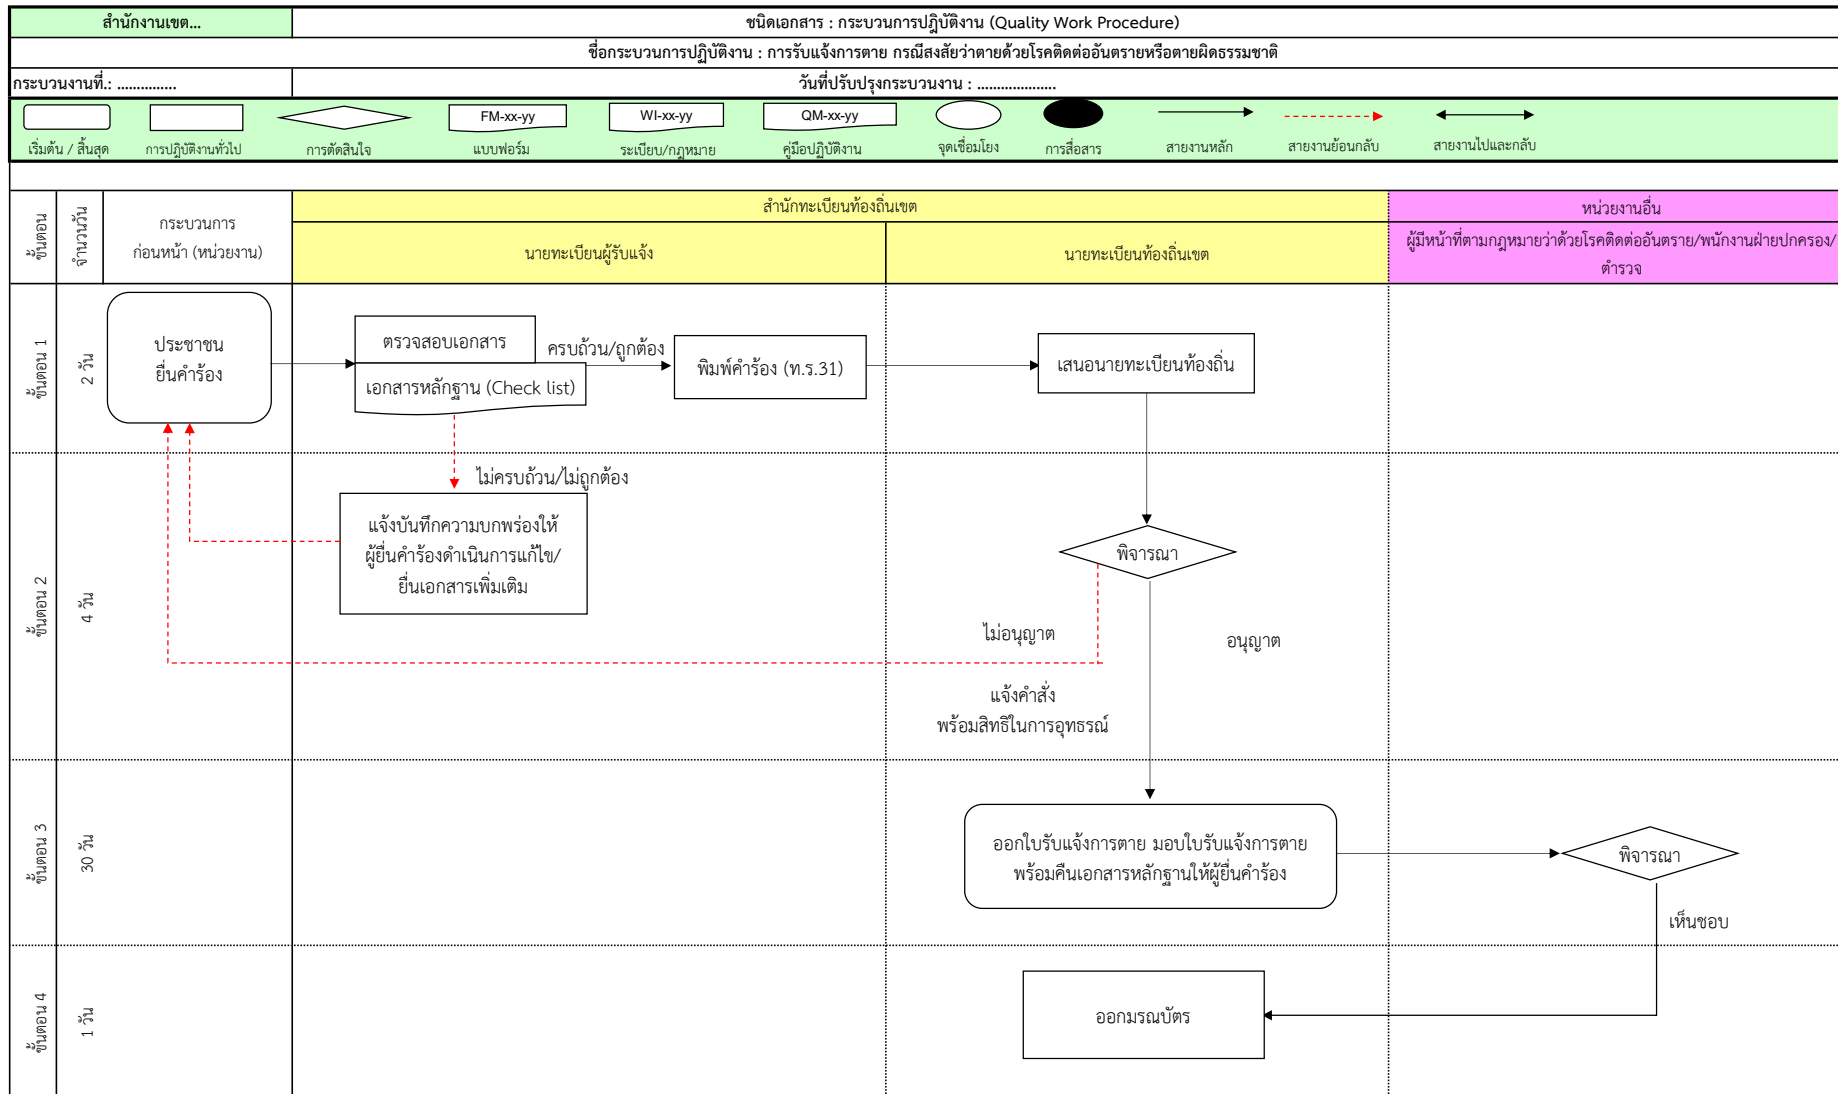 สำนักงานเขต...
ชนิดเอกสาร : กระบวนการปฏิบัติงาน (Quality Work Procedure)
ชื่อกระบวนการปฏิบัติงาน : การรับแจ้งการตาย กรณีสงสัยว่าตายด้วยโรคติดต่ออันตรายหรือตายผิดธรรมชาติ
กระบวนงานที่.: ...............
วันที่ปรับปรุงกระบวนงาน : ....................
FM-xx-yy
WI-xx-yy
QM-xx-yy
เริ่มต้น / สิ้นสุด
การปฏิบัติงานทั่วไป
การตัดสินใจ
แบบฟอร์ม
ระเบียบ/กฎหมาย
คู่มือปฏิบัติงาน
จุดเชื่อมโยง
การสื่อสาร
สายงานหลัก
สายงานย้อนกลับ
สายงานไปและกลับ
ขั้นตอน
จำนวนวัน
กระบวนการ
ก่อนหน้า (หน่วยงาน)
สำนักทะเบียนท้องถิ่นเขต
หน่วยงานอื่น
นายทะเบียนผู้รับแจ้ง
นายทะเบียนท้องถิ่นเขต
ผู้มีหน้าที่ตามกฎหมายว่าด้วยโรคติดต่ออันตราย/พนักงานฝ่ายปกครอง/
ตำรวจ
ขั้นตอน 1
2 วัน
ประชาชน
ยื่นคำร้อง
ตรวจสอบเอกสาร
เอกสารหลักฐาน (Check list)
ครบถ้วน/ถูกต้อง
พิมพ์คำร้อง (ท.ร.31)
เสนอนายทะเบียนท้องถิ่น
ขั้นตอน 2
4 วัน
ไม่ครบถ้วน/ไม่ถูกต้อง
แจ้งบันทึกความบกพร่องให้
ผู้ยื่นคำร้องดำเนินการแก้ไข/
ยื่นเอกสารเพิ่มเติม
พิจารณา
ไม่อนุญาต
อนุญาต
แจ้งคำสั่ง
พร้อมสิทธิในการอุทธรณ์
ขั้นตอน 3
30 วัน
ออกใบรับแจ้งการตาย มอบใบรับแจ้งการตาย
พร้อมคืนเอกสารหลักฐานให้ผู้ยื่นคำร้อง
พิจารณา
เห็นชอบ
ขั้นตอน 4
1 วัน
ออกมรณบัตร